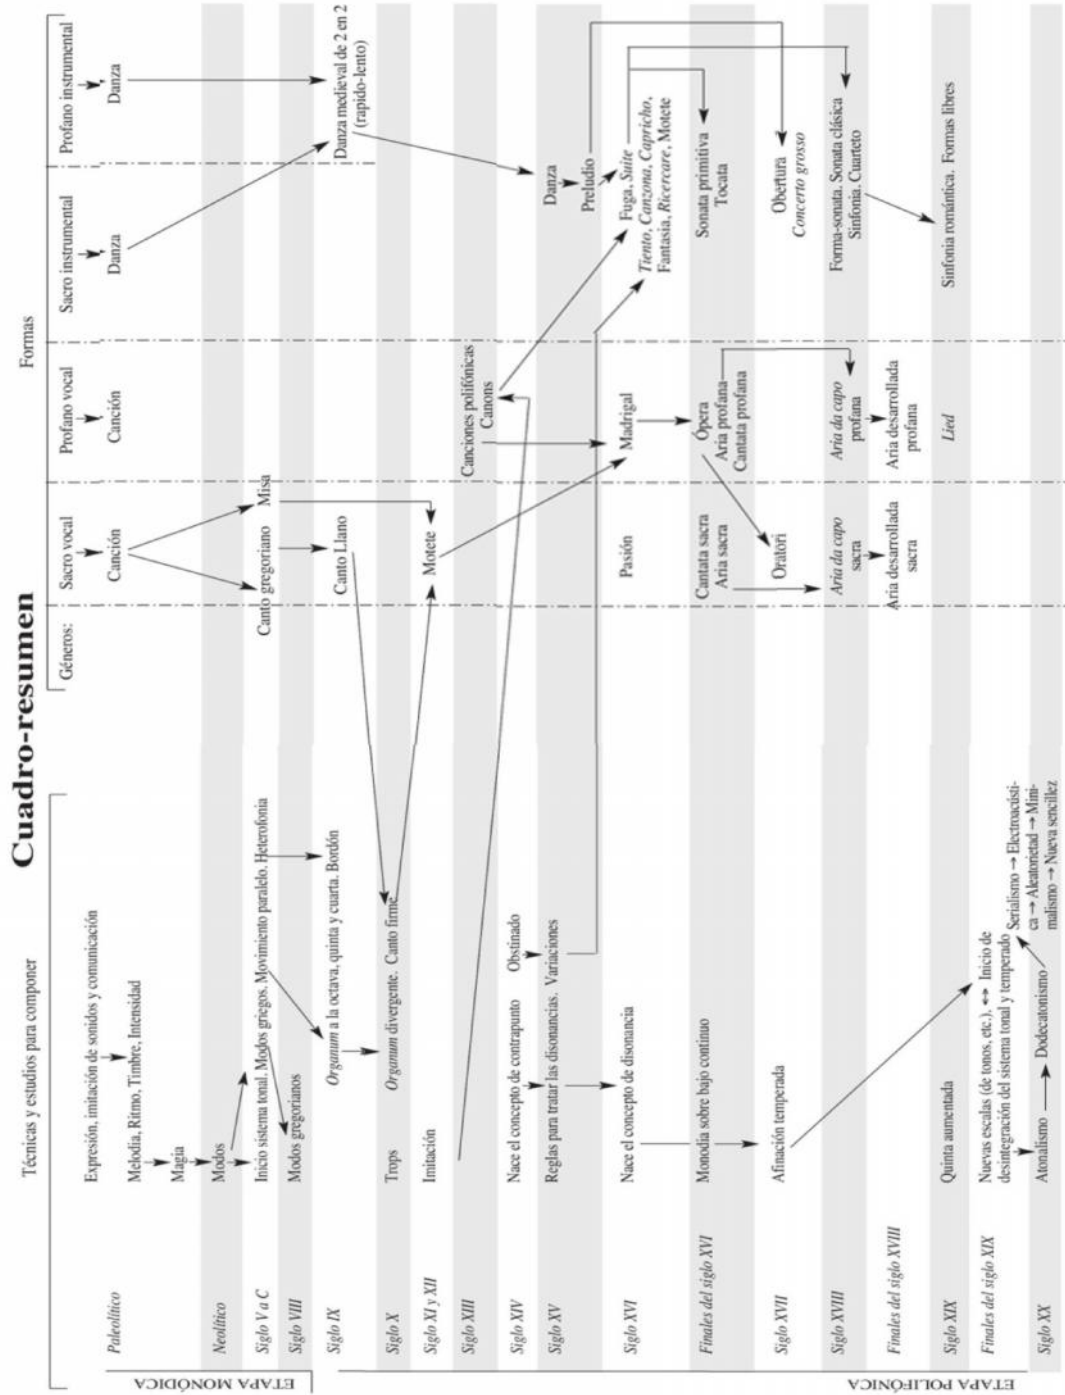 Cuadro-resumen
Técnicas y estudios para componer
Formas
Géneros:
Sacro vocal
Profano vocal
Sacro instrumental
Profano instrumental
ETAPA MONÓDICA
Paleolítico
Expresión, imitación de sonidos y comunicación
Melodía, Ritmo, Timbre, Intensidad
Magia
Canción
Canción
Danza
Danza
Neolítico
Modos
Siglo V a C
Inicio sistema tonal. Modos griegos. Movimiento paralelo. Heterofonia
Canto gregoriano
Misa
Siglo VIII
Modos gregorianos
ETAPA POLIFÓNICA
Siglo IX
Organum a la octava, quinta y cuarta. Bordón
Canto Llano
Danza medieval de 2 en 2
(rapido-lento)
Siglo X
Trops
Organum divergente. Canto firme
Siglo XI y XII
Imitación
Motete
Siglo XIII
Canciones polifónicas
Canons
Siglo XIV
Nace el concepto de contrapunto
Obstinado
Siglo XV
Reglas para tratar las disonancias. Variaciones
Danza
Preludio
Siglo XVI
Nace el concepto de disonancia
Pasión
Madrigal
Fuga, Suite
Tiento, Canzona, Capricho,
Fantasía, Ricercare, Motete
Finales del siglo XVI
Monodia sobre bajo continuo
Cantata sacra
Aria sacra
Ópera
Aria profana
Cantata profana
Sonata primitiva
Tocata
Siglo XVII
Afinación temperada
Oratori
Obertura
Concerto grosso
Siglo XVIII
Aria da capo
sacra
Aria da capo
profana
Forma-sonata. Sonata clásica
Sinfonía. Cuarteto
Finales del siglo XVIII
Aria desarrollada
sacra
Aria desarrollada
profana
Siglo XIX
Quinta aumentada
Lied
Sinfonia romántica. Formas libres
Finales del siglo XIX
Nuevas escalas (de tonos, etc.). ↔ Inicio de
desintegración del sistema tonal y temperado
Siglo XX
Atonalismo → Dodecatonismo
Serialismo → Electroacústi-
ca → Aleatorietad → Mini-
malismo → Nueva sencillez